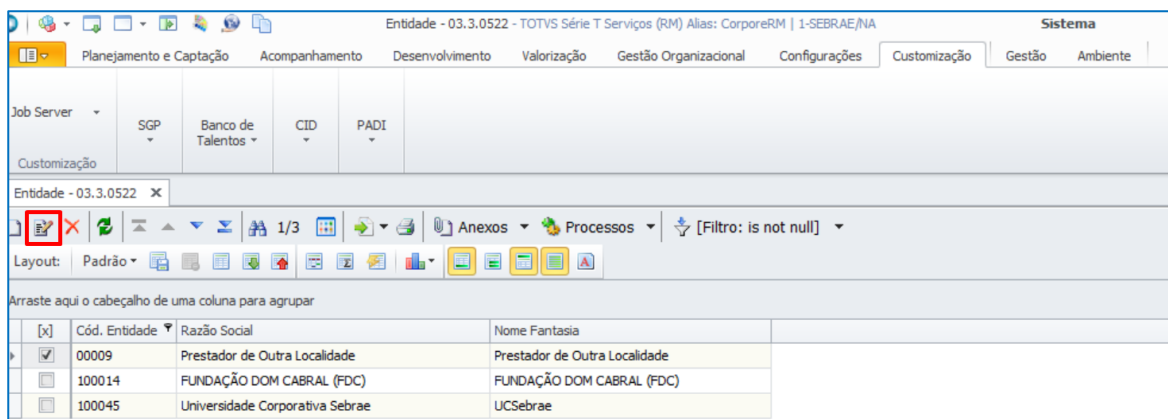 Entidade - 03.3.0522 - TOTVS Série T Serviços (RM) Alias: CorporeRM | 1-SEBRAE/NA Sistema
Planejamento e Captação Acompanhamento Desenvolvimento Valorização Gestão Organizacional Configurações Customização Gestão Ambiente
Job Server SGP Banco de Talentos CID PADI
Customização
Entidade - 03.3.0522 X
1/3 Anexos Processos [Filtro: is not null]
Layout: Padrão
Arraste aqui o cabeçalho de uma coluna para agrupar
[x] Cód. Entidade Razão Social Nome Fantasia
00009 Prestador de Outra Localidade Prestador de Outra Localidade
100014 FUNDAÇÃO DOM CABRAL (FDC) FUNDAÇÃO DOM CABRAL (FDC)
100045 Universidade Corporativa Sebrae UCSebrae